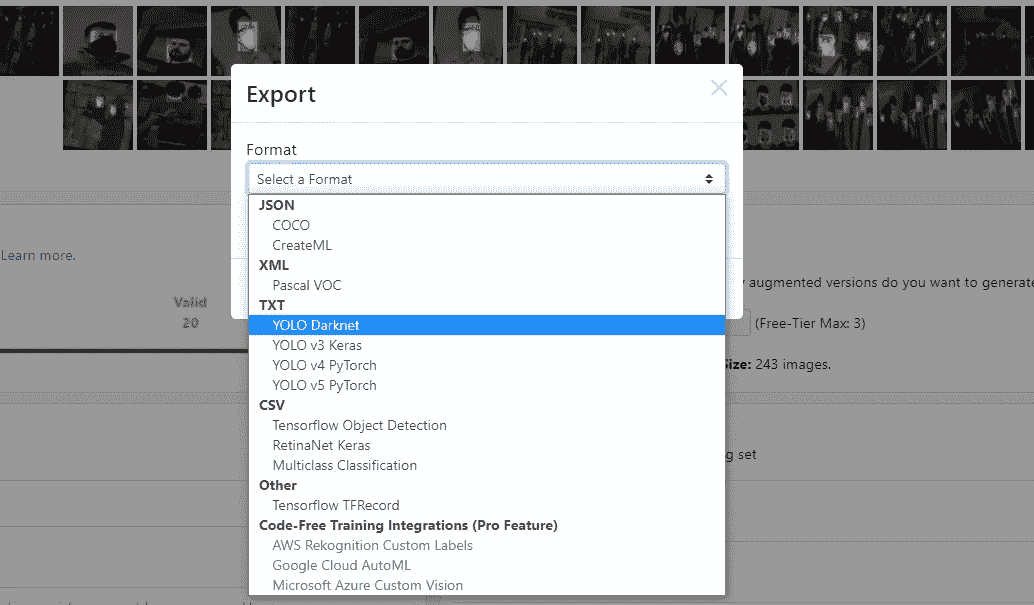 Export
Format
Select a Format
JSON
COCO
CreateML
XML
Pascal VOC
TXT
YOLO Darknet
YOLO v3 Keras
YOLO v4 PyTorch
YOLO v5 PyTorch
CSV
Tensorflow Object Detection
RetinaNet Keras
Multiclass Classification
Other
Tensorflow TFRecord
Code-Free Training Integrations (Pro Feature)
AWS Rekognition Custom Labels
Google Cloud AutoML
Microsoft Azure Custom Vision
Learn more.
Valid
20
augmented versions do you want to generate
(Free-Tier Max: 3)
Size: 243 images.
set